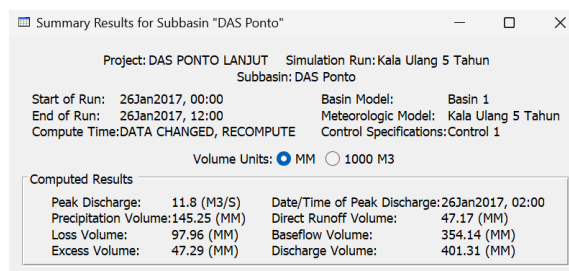 Summary Results for Subbasin "DAS Ponto"
Project: DAS PONTO LANJUT Simulation Run: Kala Ulang 5 Tahun
Subbasin: DAS Ponto
Start of Run: 26Jan2017, 00:00 Basin Model: Basin 1
End of Run: 26Jan2017, 12:00 Meteorologic Model: Kala Ulang 5 Tahun
Compute Time:DATA CHANGED, RECOMPUTE Control Specifications:Control 1
Volume Units: MM 1000 M3
Computed Results
Peak Discharge: 11.8 (M3/S) Date/Time of Peak Discharge:26Jan2017, 02:00
Precipitation Volume:145.25 (MM) Direct Runoff Volume: 47.17 (MM)
Loss Volume: 97.96 (MM) Baseflow Volume: 354.14 (MM)
Excess Volume: 47.29 (MM) Discharge Volume: 401.31 (MM)